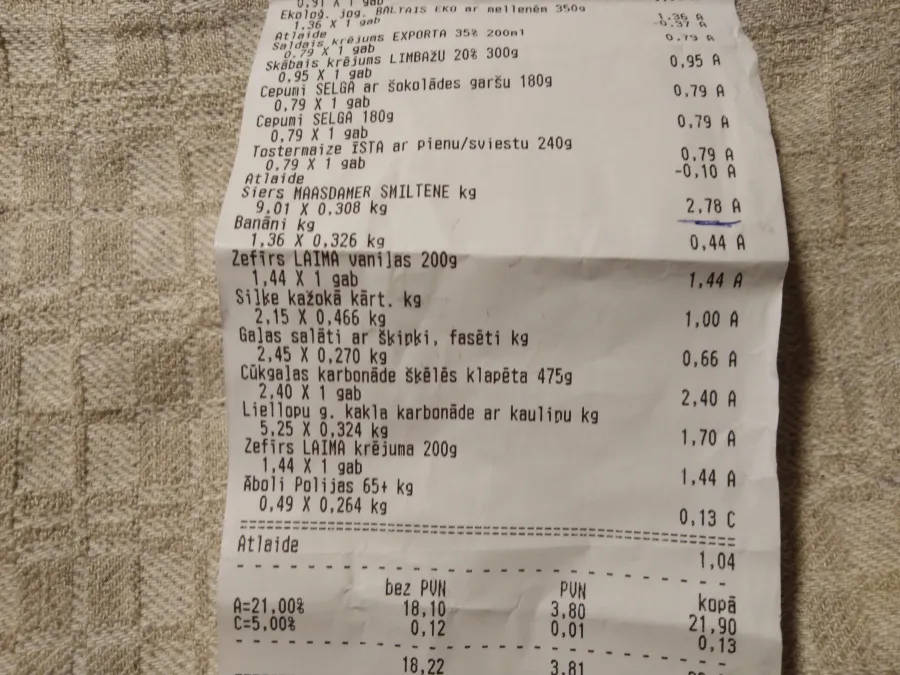 0,91 X 1 gab
Ekoloģ. jog. BALTAIS EKO ar mellenēm 350g
1.36 X 1 gab 1.36 A
Atlaide -0.37 A
Saldais krējums EXPORTA 35% 200ml
0.79 X 1 gab 0.79 A
Skābais krējums LIMBAŽU 20% 300g
0,95 X 1 gab 0,95 A
Cepumi SELGA ar šokolādes garšu 180g
0,79 X 1 gab 0,79 A
Cepumi SELGA 180g
0,79 X 1 gab 0,79 A
Tostermaize ĪSTA ar pienu/sviestu 240g
0.79 X 1 gab 0,79 A
Atlaide -0,10 A
Siers MAASDAMER SMILTENE kg
9.01 X 0.308 kg 2,78 A
Banāni kg
1,36 X 0,326 kg 0,44 A
Zefīrs LAIMA vaniļas 200g
1,44 X 1 gab 1,44 A
Siļķe kažokā kārt. kg
2,15 X 0,466 kg 1,00 A
Gaļas salāti ar šķiņķi, fasēti kg
2,45 X 0,270 kg 0,66 A
Cūkgaļas karbonāde šķēlēs klapēta 475g
2,40 X 1 gab 2,40 A
Liellopu g. kakla karbonāde ar kauliņu kg
5,25 X 0,324 kg 1,70 A
Zefīrs LAIMA krējuma 200g
1,44 X 1 gab 1,44 A
Āboli Polijas 65+ kg
0,49 X 0,264 kg 0,13 C
Atlaide 1,04
bez PVN PVN kopā
A=21,00% 18,10 3,80 21,90
C=5,00% 0,12 0,01 0,13
18,22 3,81